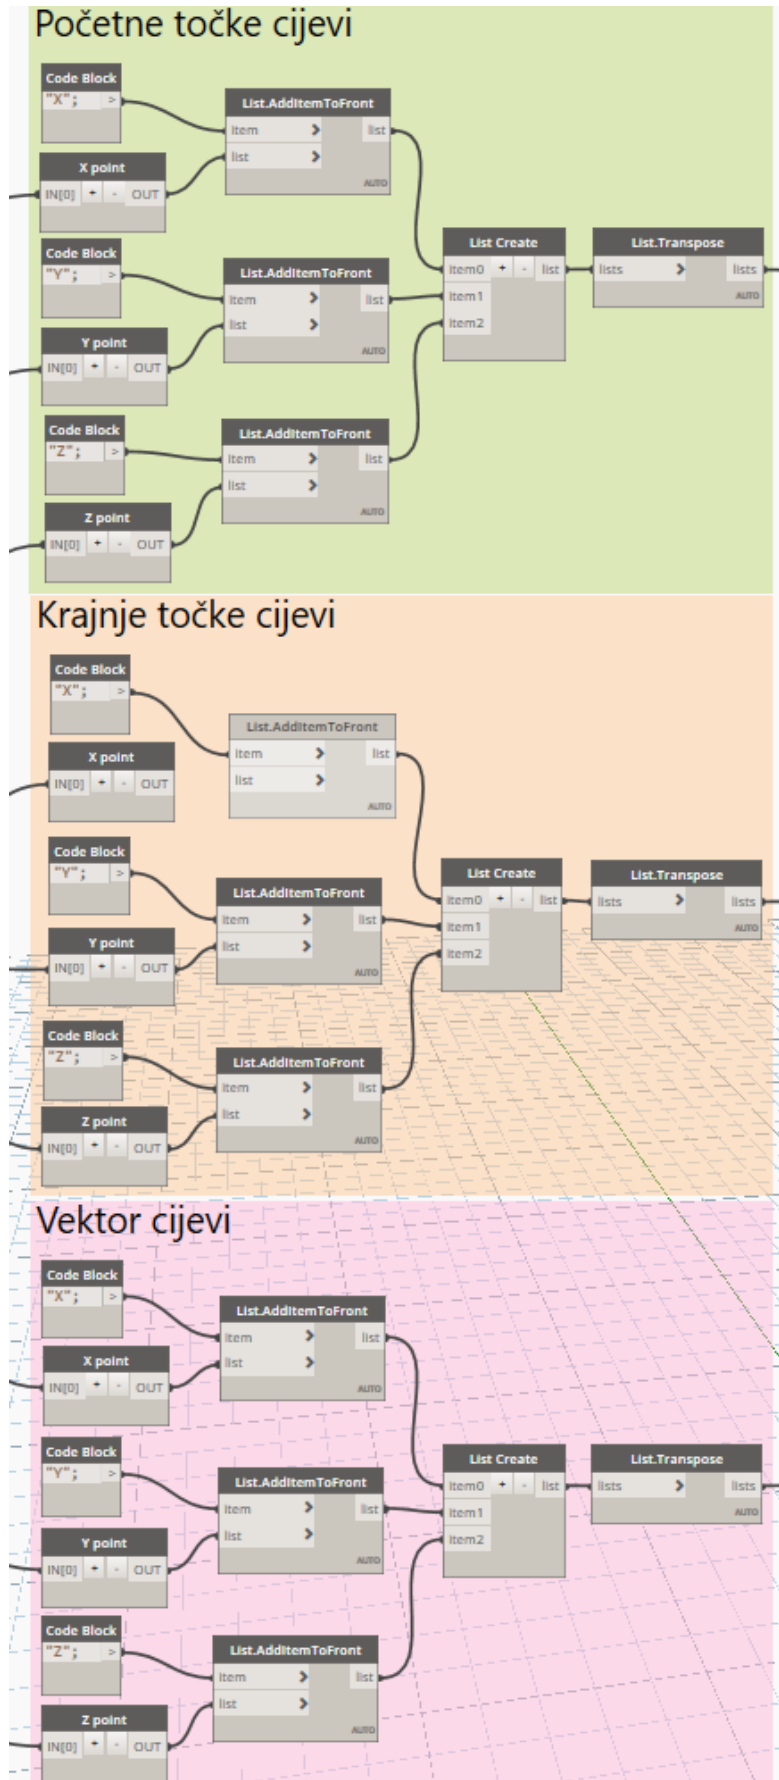 Početne točke cijevi
Code Block
"X"; >
List.AddItemToFront
item > list
list >
AUTO
X point
IN[0] + - OUT
Code Block
"Y"; >
List.AddItemToFront
item > list
list >
AUTO
Y point
IN[0] + - OUT
List Create
item0 + - list
item1
item2
List.Transpose
lists > lists
AUTO
Code Block
"Z"; >
List.AddItemToFront
item > list
list >
AUTO
Z point
IN[0] + - OUT
Krajnje točke cijevi
Code Block
"X"; >
List.AddItemToFront
item > list
list >
AUTO
X point
IN[0] + - OUT
Code Block
"Y"; >
List.AddItemToFront
item > list
list >
AUTO
Y point
IN[0] + - OUT
List Create
item0 + - list
item1
item2
List.Transpose
lists > lists
AUTO
Code Block
"Z"; >
List.AddItemToFront
item > list
list >
AUTO
Z point
IN[0] + - OUT
Vektor cijevi
Code Block
"X"; >
List.AddItemToFront
item > list
list >
AUTO
X point
IN[0] + - OUT
Code Block
"Y"; >
List.AddItemToFront
item > list
list >
AUTO
Y point
IN[0] + - OUT
List Create
item0 + - list
item1
item2
List.Transpose
lists > lists
AUTO
Code Block
"Z"; >
List.AddItemToFront
item > list
list >
AUTO
Z point
IN[0] + - OUT